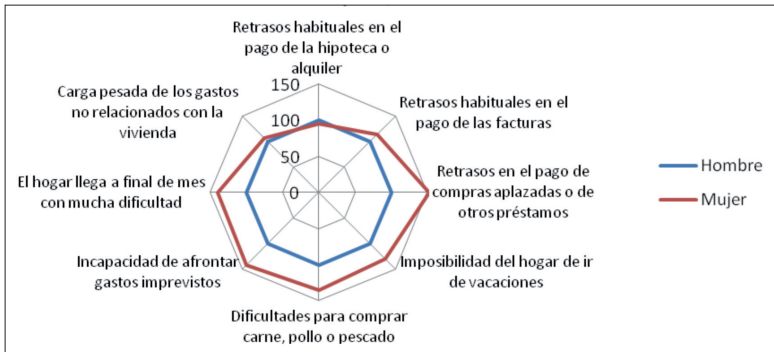 Retrasos habituales en el
pago de la hipoteca o
alquiler
150
100
50
0
Retrasos habituales en el
pago de las facturas
Retrasos en el pago de
compras aplazadas o de
otros préstamos
Imposibilidad del hogar de ir
de vacaciones
Dificultades para comprar
carne, pollo o pescado
Incapacidad de afrontar
gastos imprevistos
El hogar llega a final de mes
con mucha dificultad
Carga pesada de los gastos
no relacionados con la
vivienda
Hombre
Mujer